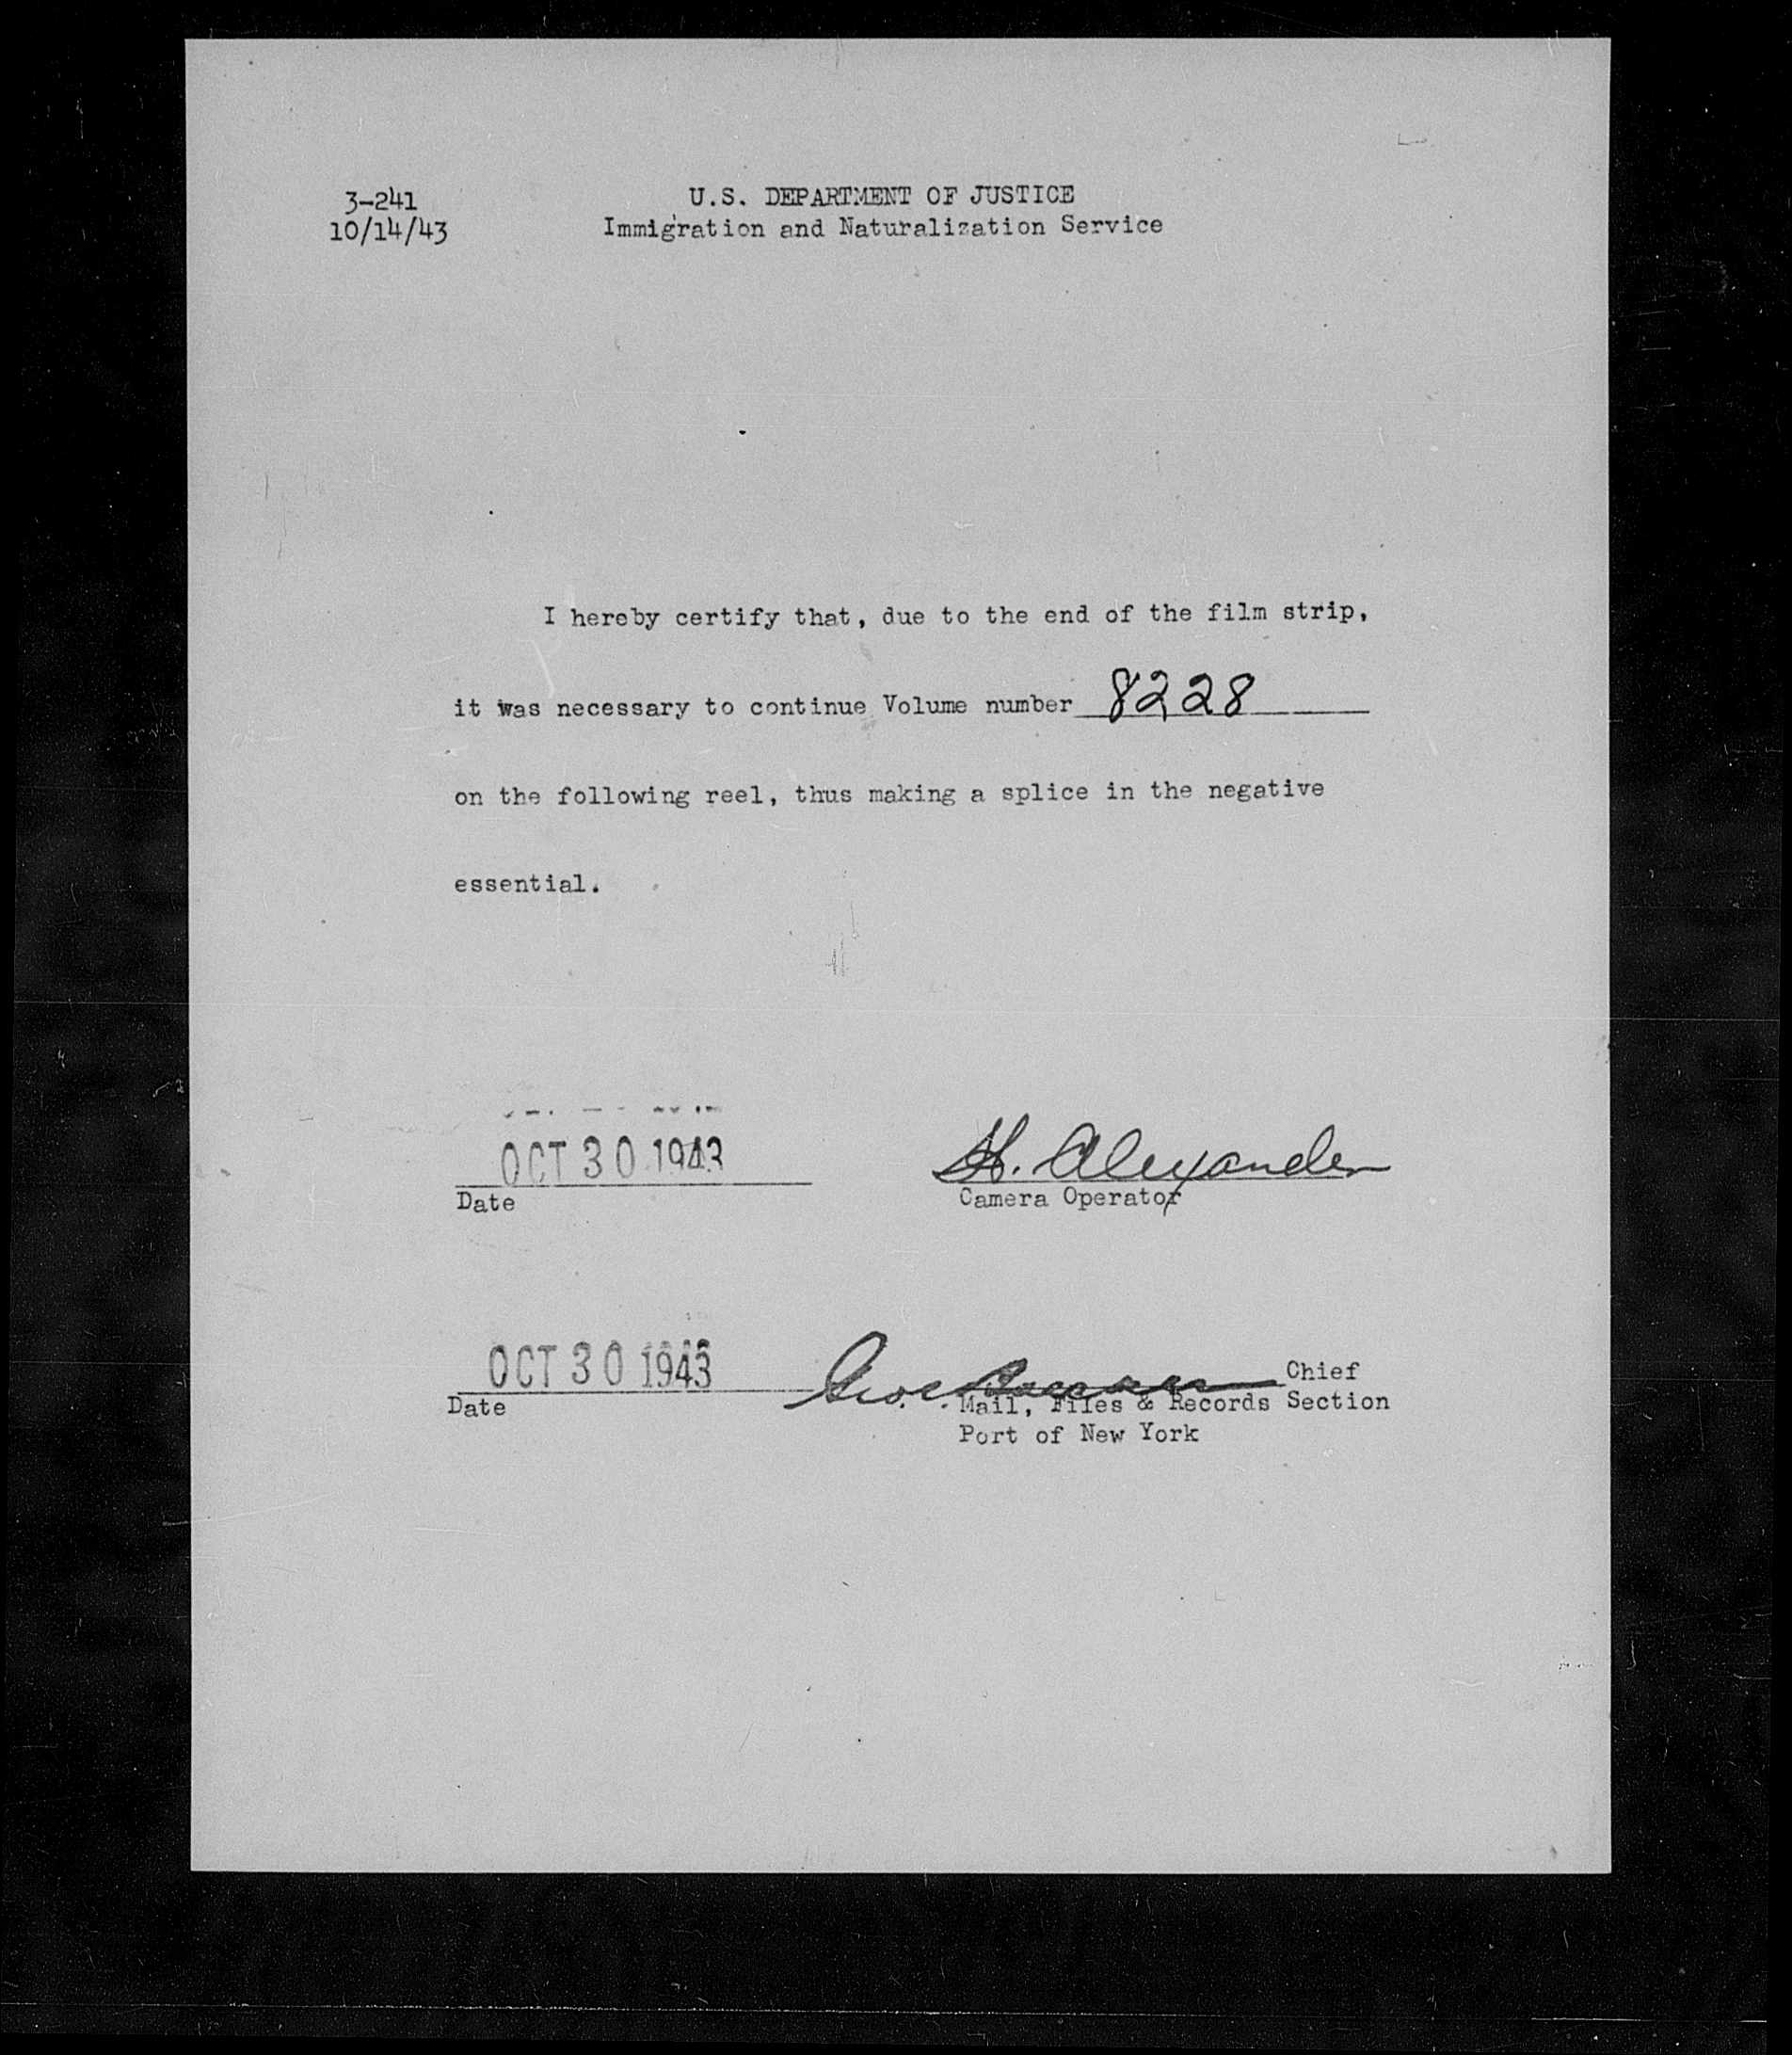 3-241
10/14/43
U.S. DEPARTMENT OF JUSTICE
Immigration and Naturalization Service
I hereby certify that, due to the end of the film strip,
it was necessary to continue Volume number 8228
on the following reel, thus making a splice in the negative
essential.
OCT 30 1943
Date
H. Alexander
Camera Operator
OCT 30 1943
Date
Geo. C.
Chief
Mail, Files & Records Section
Port of New York